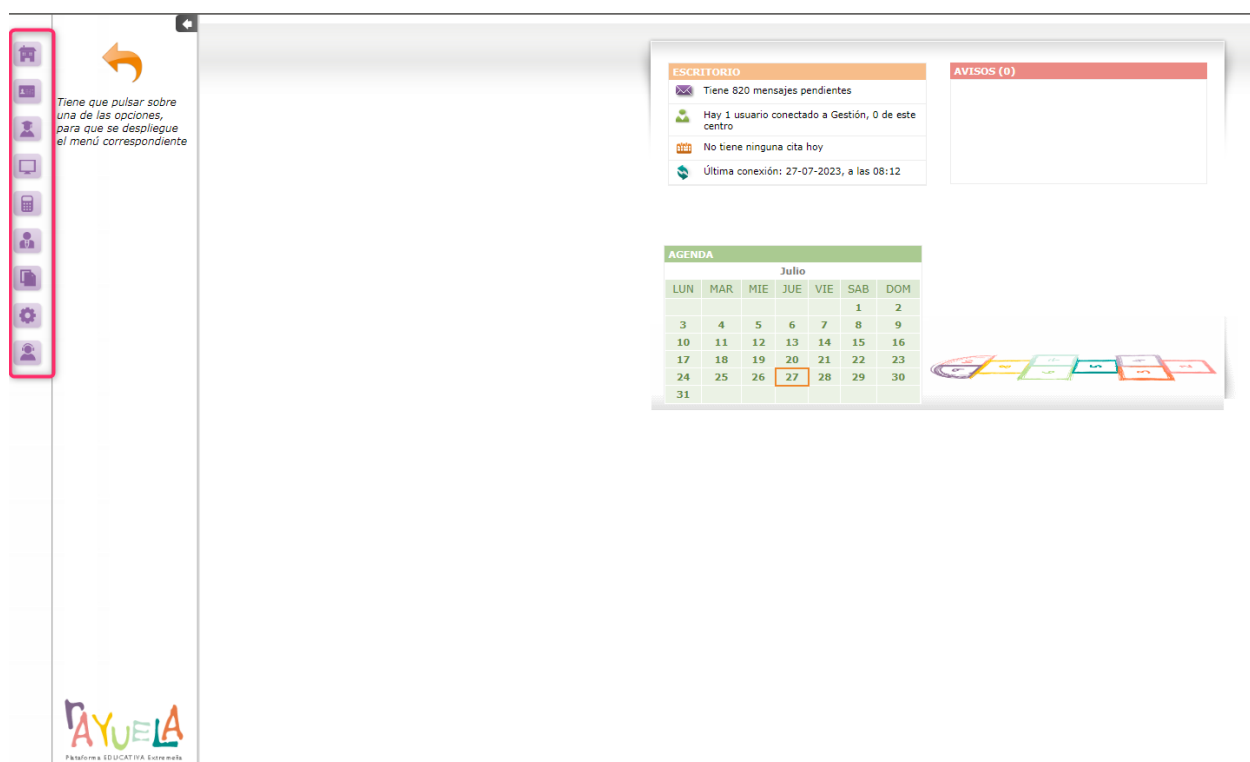 Tiene que pulsar sobre
una de las opciones,
para que se despliegue
el menú correspondiente
ESCRITORIO
Tiene 820 mensajes pendientes
Hay 1 usuario conectado a Gestión, 0 de este
centro
No tiene ninguna cita hoy
Última conexión: 27-07-2023, a las 08:12
AVISOS (0)
AGENDA
Julio
LUN MAR MIE JUE VIE SAB DOM
1 2
3 4 5 6 7 8 9
10 11 12 13 14 15 16
17 18 19 20 21 22 23
24 25 26 27 28 29 30
31
rAYUELA
Plataforma EDUCATIVA Extremeña